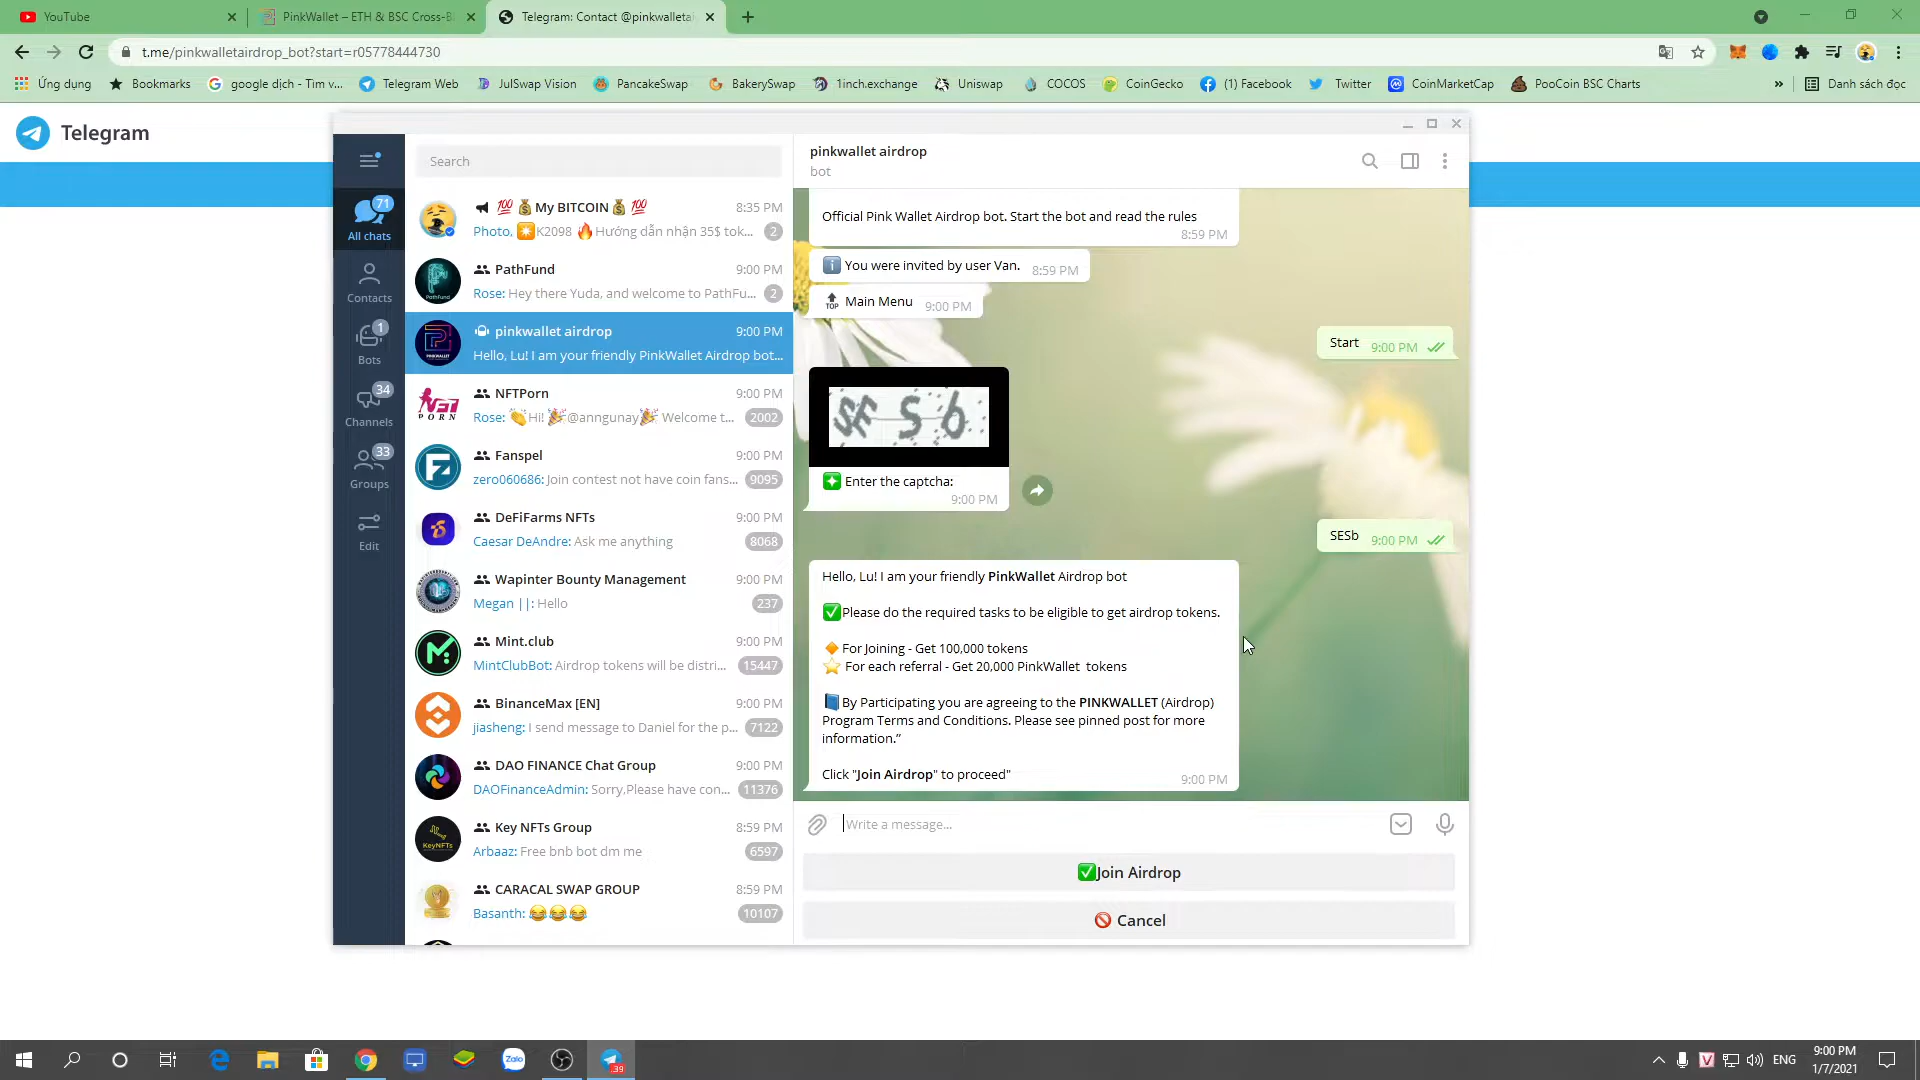 YouTube
PinkWallet – ETH & BSC Cross-Bl
Telegram: Contact @pinkwalletai
t.me/pinkwalletairdrop_bot?start=r05778444730
Ứng dụng
Bookmarks
google dịch - Tìm v...
Telegram Web
JulSwap Vision
PancakeSwap
BakerySwap
1inch.exchange
Uniswap
COCOS
CoinGecko
(1) Facebook
Twitter
CoinMarketCap
PooCoin BSC Charts
»
Danh sách đọc
Telegram
71
All chats
Contacts
1
Bots
34
Channels
33
Groups
Edit
Search
💯💰My BITCOIN💰💯 8:35 PM
Photo, 💥K2098 🔥Hướng dẫn nhận 35$ tok... 2
PathFund 9:00 PM
Rose: Hey there Yuda, and welcome to PathFu... 2
pinkwallet airdrop 9:00 PM
Hello, Lu! I am your friendly PinkWallet Airdrop bot...
NFTPorn 9:00 PM
Rose: 👏Hi! 🎉@anngunay🎉 Welcome t... 2002
Fanspel 9:00 PM
zero060686: Join contest not have coin fans... 9095
DeFiFarms NFTs 9:00 PM
Caesar DeAndre: Ask me anything 8068
Wapinter Bounty Management 9:00 PM
Megan ||: Hello 237
Mint.club 9:00 PM
MintClubBot: Airdrop tokens will be distri... 15447
BinanceMax [EN] 9:00 PM
jiasheng: I send message to Daniel for the p... 7122
DAO FINANCE Chat Group 9:00 PM
DAOFinanceAdmin: Sorry,Please have con... 11376
Key NFTs Group 8:59 PM
Arbaaz: Free bnb bot dm me 6597
CARACAL SWAP GROUP 8:59 PM
Basanth: 😂😂😂 10107
pinkwallet airdrop
bot
Official Pink Wallet Airdrop bot. Start the bot and read the rules
8:59 PM
ℹ️ You were invited by user Van. 8:59 PM
🔝 Main Menu 9:00 PM
Start 9:00 PM
Enter the captcha:
9:00 PM
SESb 9:00 PM
Hello, Lu! I am your friendly PinkWallet Airdrop bot
✅Please do the required tasks to be eligible to get airdrop tokens.
🔸 For Joining - Get 100,000 tokens
⭐ For each referral - Get 20,000 PinkWallet tokens
📘By Participating you are agreeing to the PINKWALLET (Airdrop)
Program Terms and Conditions. Please see pinned post for more
information.”
Click "Join Airdrop" to proceed"
9:00 PM
Write a message...
✅Join Airdrop
🚫 Cancel
Zalo
39
ENG
9:00 PM
1/7/2021